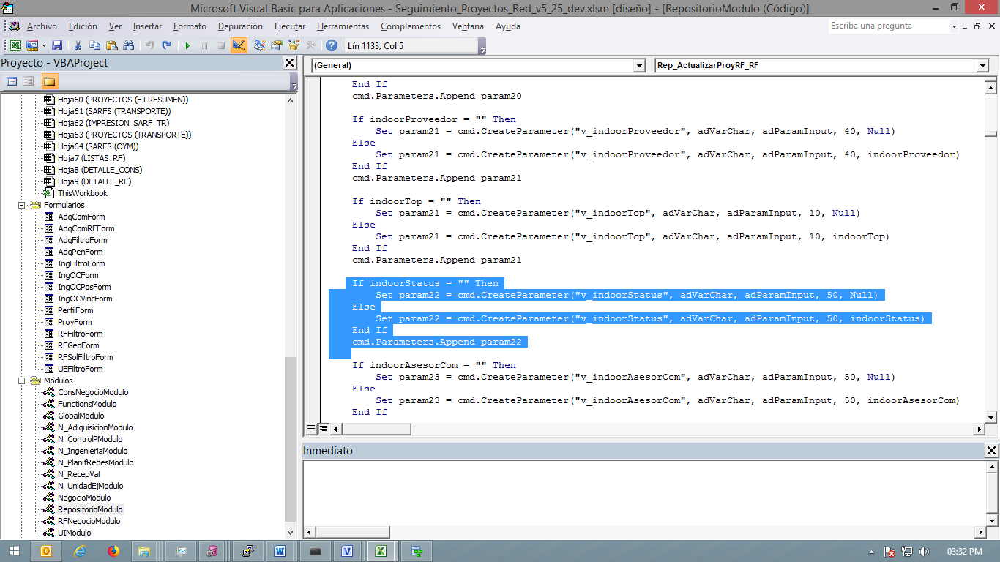 Microsoft Visual Basic para Aplicaciones - Seguimiento_Proyectos_Red_v5_25_dev.xlsm [diseño] - [RepositorioModulo (Código)]
Archivo Edición Ver Insertar Formato Depuración Ejecutar Herramientas Complementos Ventana Ayuda
Escriba una pregunta
Lín 1133, Col 5
Proyecto - VBAProject
Hoja60 (PROYECTOS (EJ-RESUMEN))
Hoja61 (SARFS (TRANSPORTE))
Hoja62 (IMPRESION_SARF_TR)
Hoja63 (PROYECTOS (TRANSPORTE))
Hoja64 (SARFS (OYM))
Hoja7 (LISTAS_RF)
Hoja8 (DETALLE_CONS)
Hoja9 (DETALLE_RF)
ThisWorkbook
Formularios
AdqComForm
AdqComRFForm
AdqFiltroForm
AdqPenForm
IngFiltroForm
IngOCForm
IngOCPosForm
IngOCVincForm
PerfilForm
ProyForm
RFFiltroForm
RFGeoForm
RFSolFiltroForm
UEFiltroForm
Módulos
ConsNegocioModulo
FunctionsModulo
GlobalModulo
N_AdiquisicionModulo
N_ControlPModulo
N_IngenieriaModulo
N_PlanifRedesModulo
N_RecepVal
N_UnidadEjModulo
NegocioModulo
RepositorioModulo
RFNegocioModulo
UIModulo
(General)
Rep_ActualizarProyRF_RF
End If
cmd.Parameters.Append param20
If indoorProveedor = "" Then
Set param21 = cmd.CreateParameter("v_indoorProveedor", adVarChar, adParamInput, 40, Null)
Else
Set param21 = cmd.CreateParameter("v_indoorProveedor", adVarChar, adParamInput, 40, indoorProveedor)
End If
cmd.Parameters.Append param21
If indoorTop = "" Then
Set param21 = cmd.CreateParameter("v_indoorTop", adVarChar, adParamInput, 10, Null)
Else
Set param21 = cmd.CreateParameter("v_indoorTop", adVarChar, adParamInput, 10, indoorTop)
End If
cmd.Parameters.Append param21
If indoorStatus = "" Then
Set param22 = cmd.CreateParameter("v_indoorStatus", adVarChar, adParamInput, 50, Null)
Else
Set param22 = cmd.CreateParameter("v_indoorStatus", adVarChar, adParamInput, 50, indoorStatus)
End If
cmd.Parameters.Append param22
If indoorAsesorCom = "" Then
Set param23 = cmd.CreateParameter("v_indoorAsesorCom", adVarChar, adParamInput, 50, Null)
Else
Set param23 = cmd.CreateParameter("v_indoorAsesorCom", adVarChar, adParamInput, 50, indoorAsesorCom)
End If
Inmediato
03:32 PM